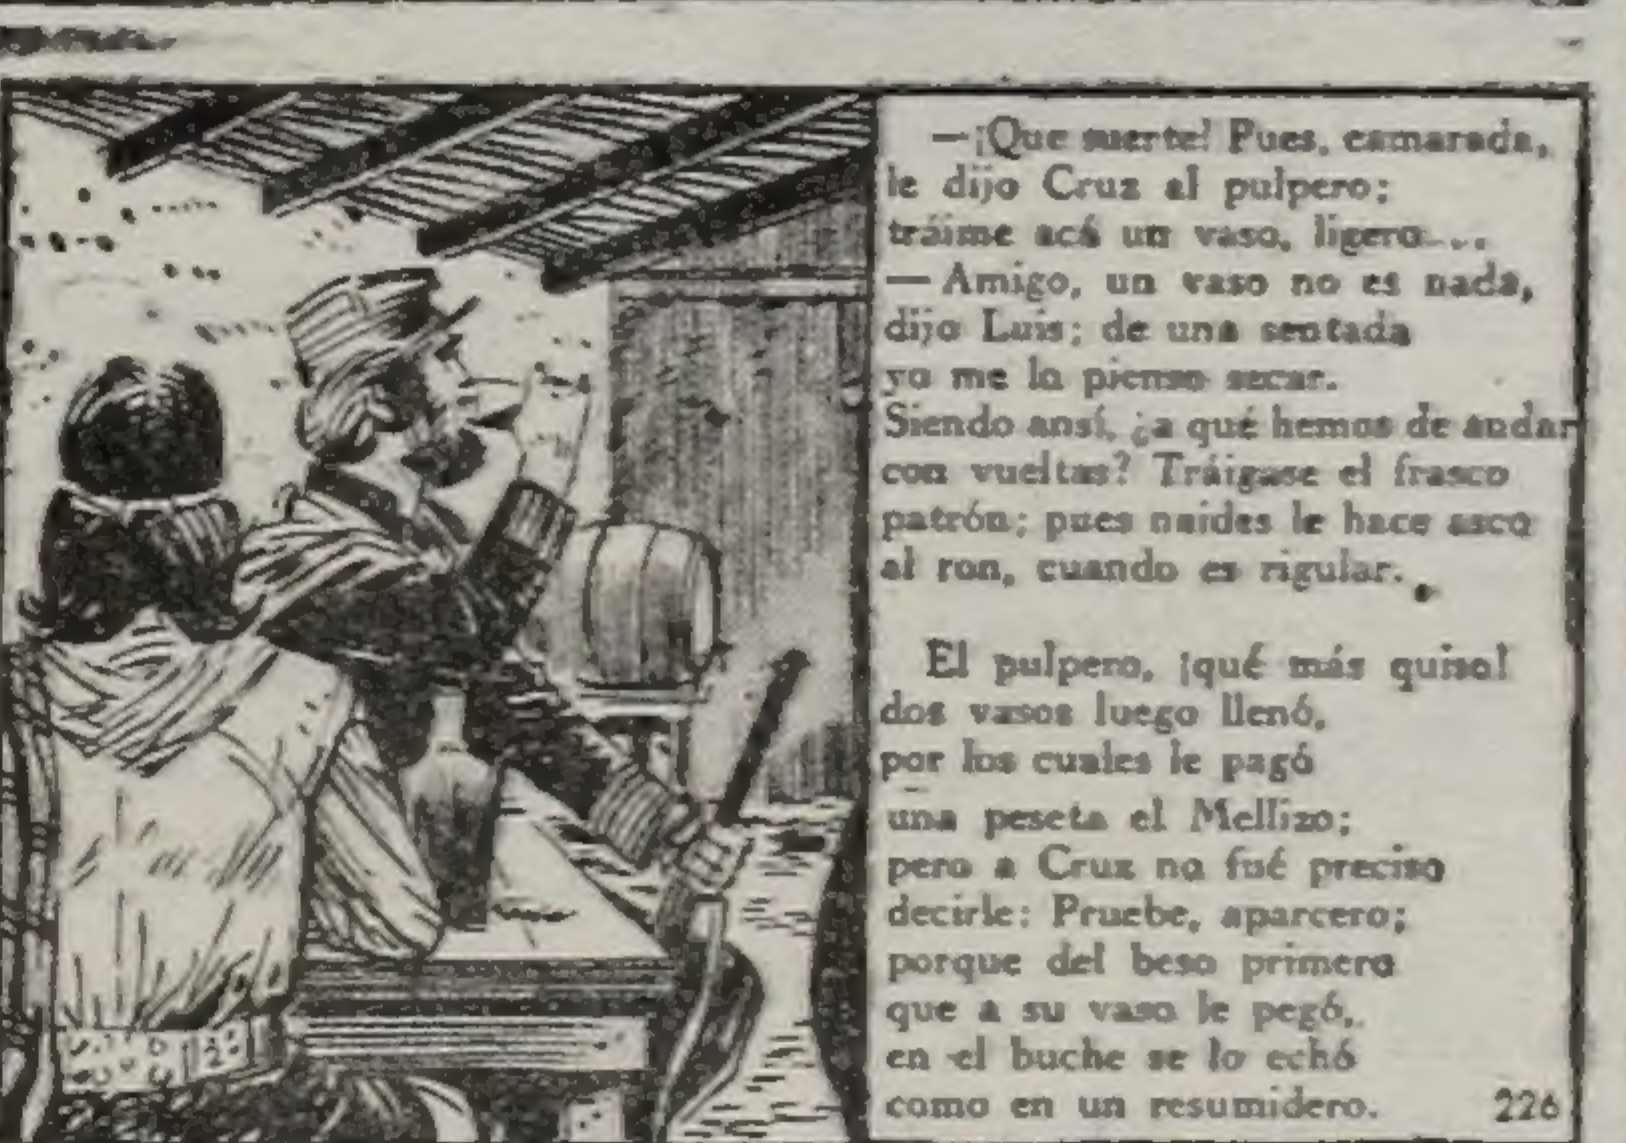 —¡Que suerte! Pues, camarada,
le dijo Cruz al pulpero;
tráime acá un vaso, ligero....
—Amigo, un vaso no es nada,
dijo Luis; de una sentada
yo me lo pienso secar.
Siendo ansí, ¿a qué hemos de andar
con vueltas? Tráigase el frasco
patrón; pues naides le hace asco
al ron, cuando es rigular.
El pulpero, ¡qué más quiso!
dos vasos luego llenó,
por los cuales le pagó
una peseta el Mellizo;
pero a Cruz no fué preciso
decirle: Pruebe, aparcero;
porque del beso primero
que a su vaso le pegó,
en el buche se lo echó
como en un resumidero.
226